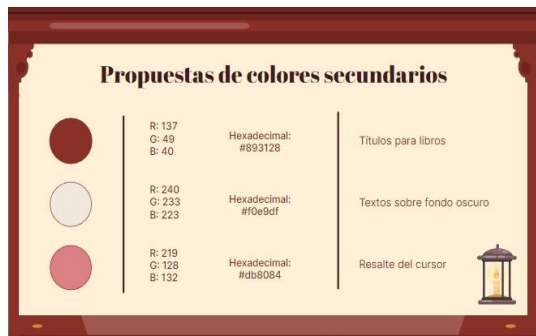 Propuestas de colores secundarios
R: 137
G: 49
B: 40
Hexadecimal:
#893128
Títulos para libros
R: 240
G: 233
B: 223
Hexadecimal:
#f0e9df
Textos sobre fondo oscuro
R: 219
G: 128
B: 132
Hexadecimal:
#db8084
Resalte del cursor